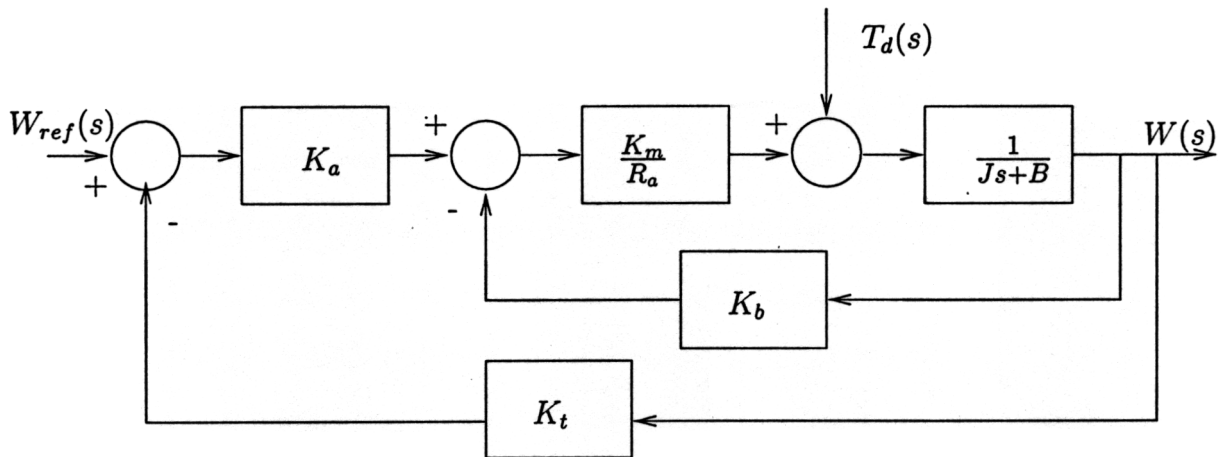 T_d(s)
W_ref(s)
+
-
K_a
+
-
K_m
R_a
+
1
Js+B
W(s)
K_b
K_t